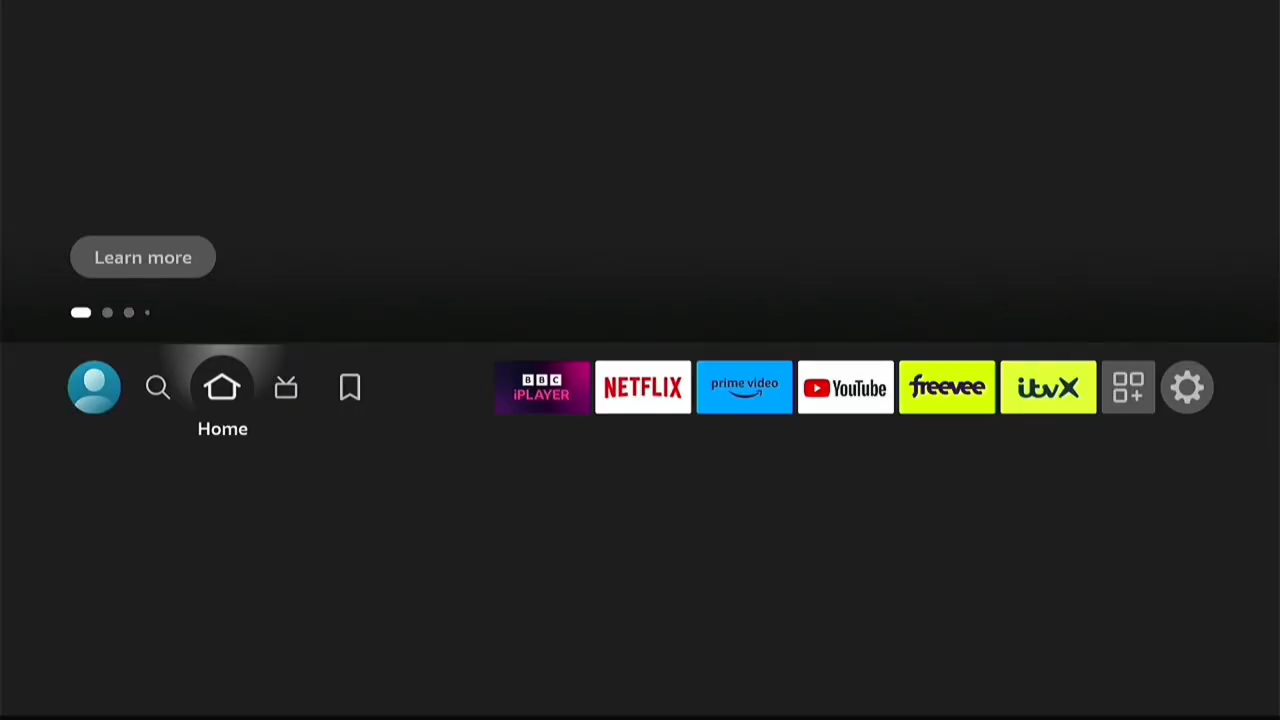 Learn more
BBC
iPLAYER
NETFLIX
prime video
YouTube
freevee
itvX
Home